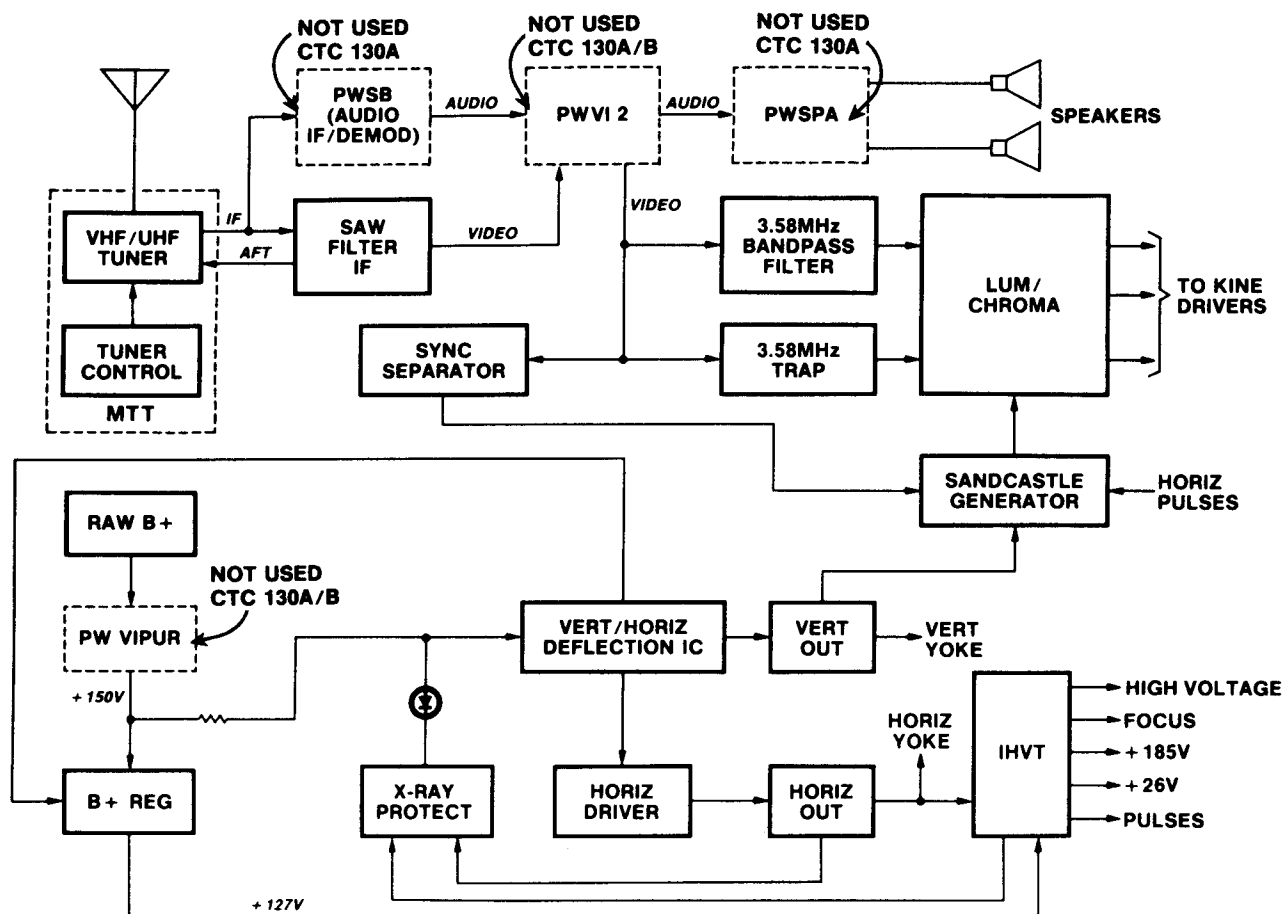 NOT USED
CTC 130A
NOT USED
CTC 130A/B
NOT USED
CTC 130A
PWSB
(AUDIO
IF/DEMOD)
AUDIO
PWVI 2
AUDIO
PWSPA
SPEAKERS
VHF/UHF
TUNER
IF
AFT
SAW
FILTER
IF
VIDEO
VIDEO
3.58MHz
BANDPASS
FILTER
LUM/
CHROMA
TO KINE
DRIVERS
TUNER
CONTROL
MTT
SYNC
SEPARATOR
3.58MHz
TRAP
SANDCASTLE
GENERATOR
HORIZ
PULSES
RAW B+
NOT USED
CTC 130A/B
PW VIPUR
+150V
VERT/HORIZ
DEFLECTION IC
VERT
OUT
VERT
YOKE
B+ REG
X-RAY
PROTECT
HORIZ
DRIVER
HORIZ
OUT
HORIZ
YOKE
IHVT
HIGH VOLTAGE
FOCUS
+185V
+26V
PULSES
+127V